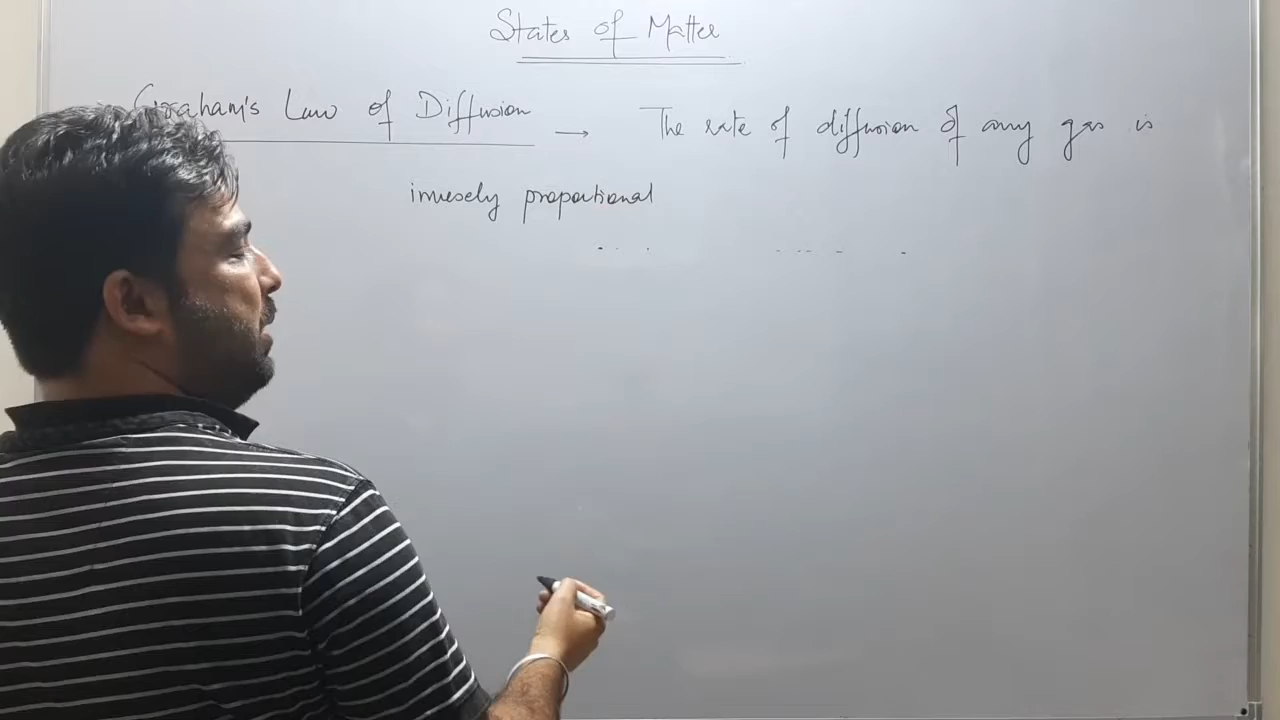 States of Matter
Graham's Law of Diffusion → The rate of diffusion of any gas is
inversely proportional